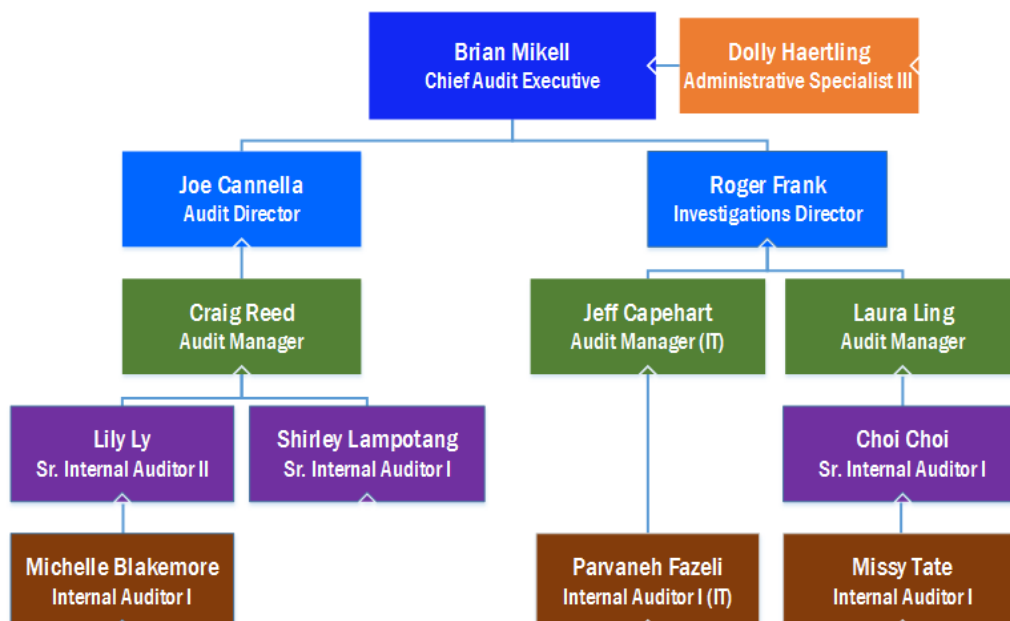 Brian Mikell
Chief Audit Executive
Dolly Haertling
Administrative Specialist III
Joe Cannella
Audit Director
Roger Frank
Investigations Director
Craig Reed
Audit Manager
Jeff Capehart
Audit Manager (IT)
Laura Ling
Audit Manager
Lily Ly
Sr. Internal Auditor II
Shirley Lampotang
Sr. Internal Auditor I
Choi Choi
Sr. Internal Auditor I
Michelle Blakemore
Internal Auditor I
Parvaneh Fazeli
Internal Auditor I (IT)
Missy Tate
Internal Auditor I